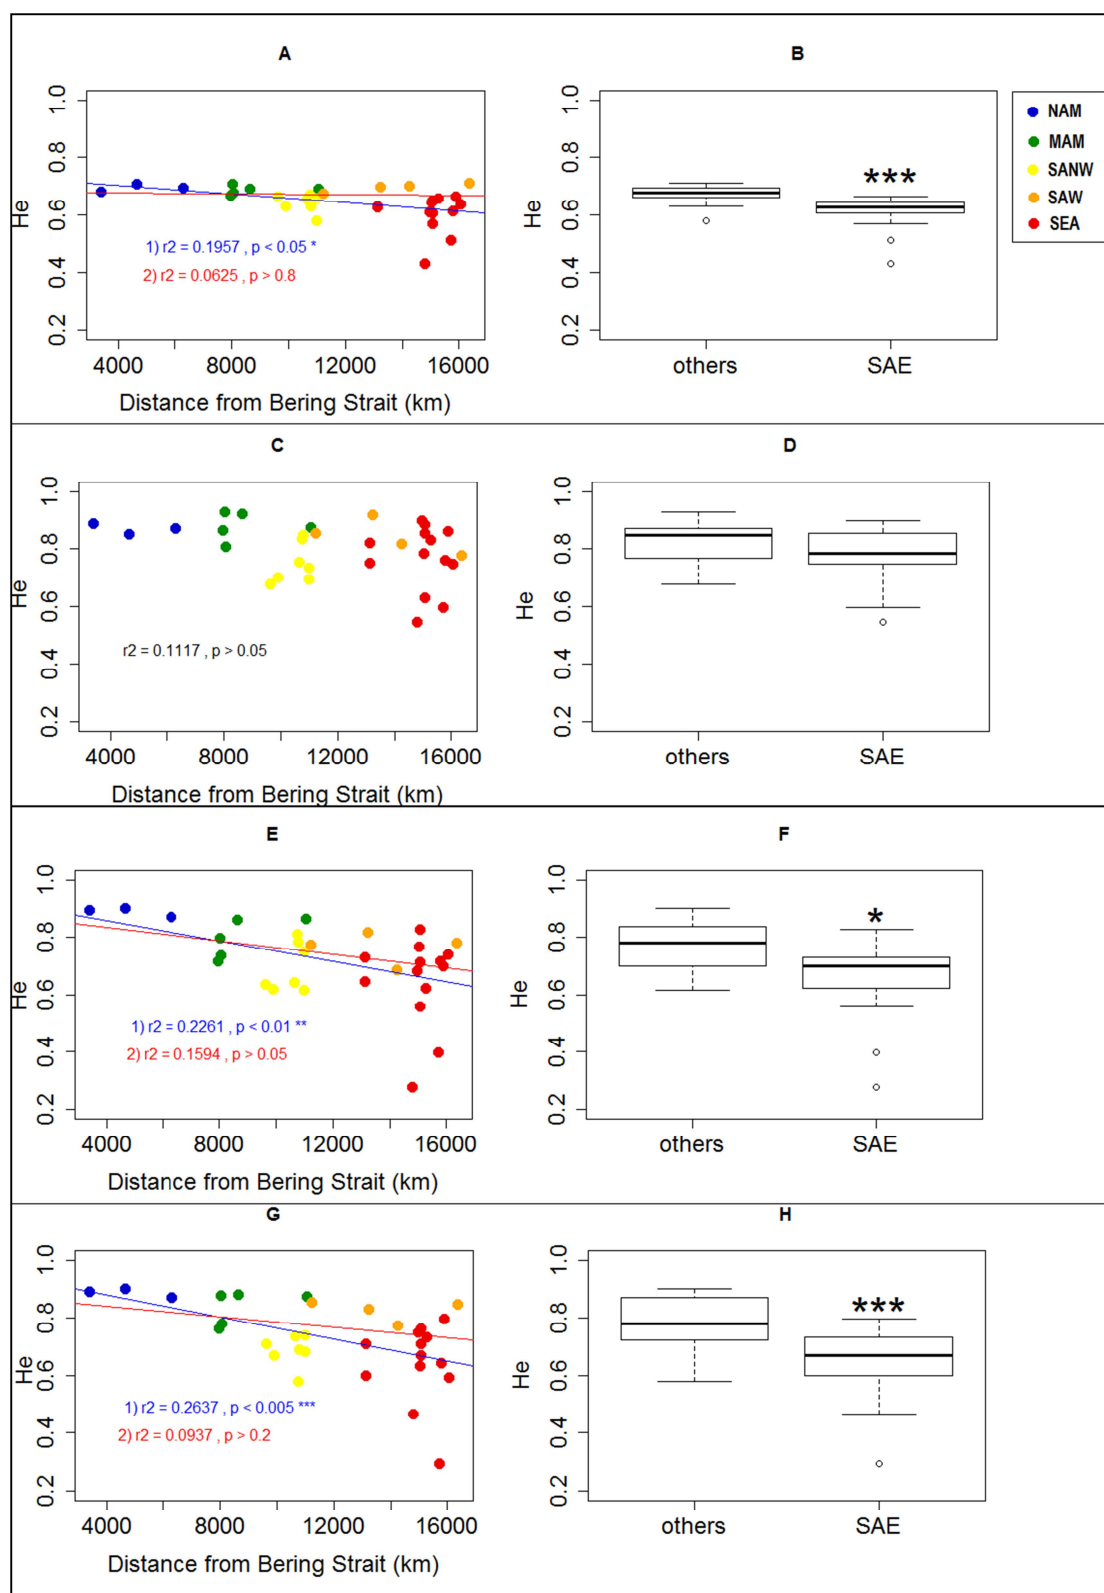 A
B
He
1.0
0.8
0.6
0.4
0.2
1) r2 = 0.1957 , p < 0.05 *
2) r2 = 0.0625 , p > 0.8
4000 8000 12000 16000
Distance from Bering Strait (km)
He
1.0
0.8
0.6
0.4
0.2
***
others SAE
NAM
MAM
SANW
SAW
SEA
C
D
He
1.0
0.8
0.6
0.4
0.2
r2 = 0.1117 , p > 0.05
4000 8000 12000 16000
Distance from Bering Strait (km)
He
1.0
0.8
0.6
0.4
0.2
others SAE
E
F
He
1.0
0.8
0.6
0.4
0.2
1) r2 = 0.2261 , p < 0.01 **
2) r2 = 0.1594 , p > 0.05
4000 8000 12000 16000
Distance from Bering Strait (km)
He
1.0
0.8
0.6
0.4
0.2
*
others SAE
G
H
He
1.0
0.8
0.6
0.4
0.2
1) r2 = 0.2637 , p < 0.005 ***
2) r2 = 0.0937 , p > 0.2
4000 8000 12000 16000
Distance from Bering Strait (km)
He
1.0
0.8
0.6
0.4
0.2
***
others SAE